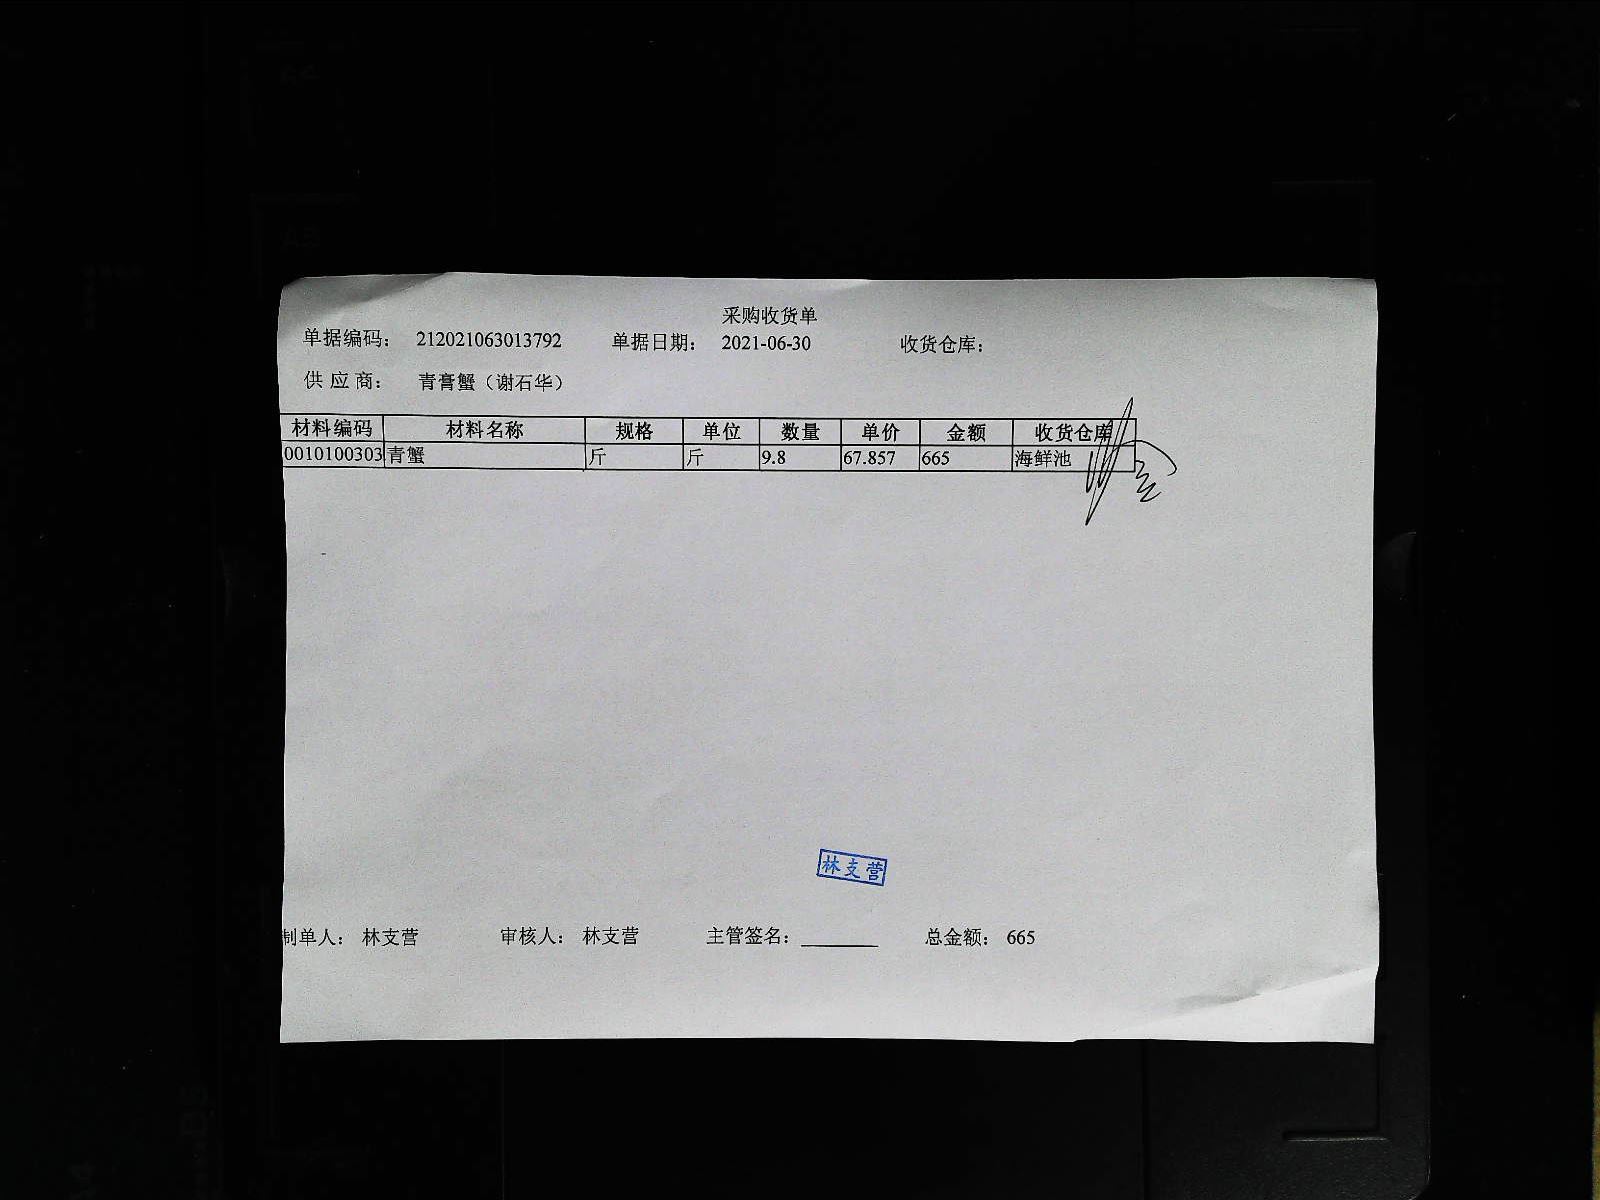 采购收货单
单据编码： 212021063013792 单据日期： 2021-06-30 收货仓库：
供 应 商： 青膏蟹（谢石华）
材料编码 材料名称 规格 单位 数量 单价 金额 收货仓库
0010100303 青蟹 斤 斤 9.8 67.857 665 海鲜池
林支营
制单人： 林支营 审核人： 林支营 主管签名： 总金额： 665